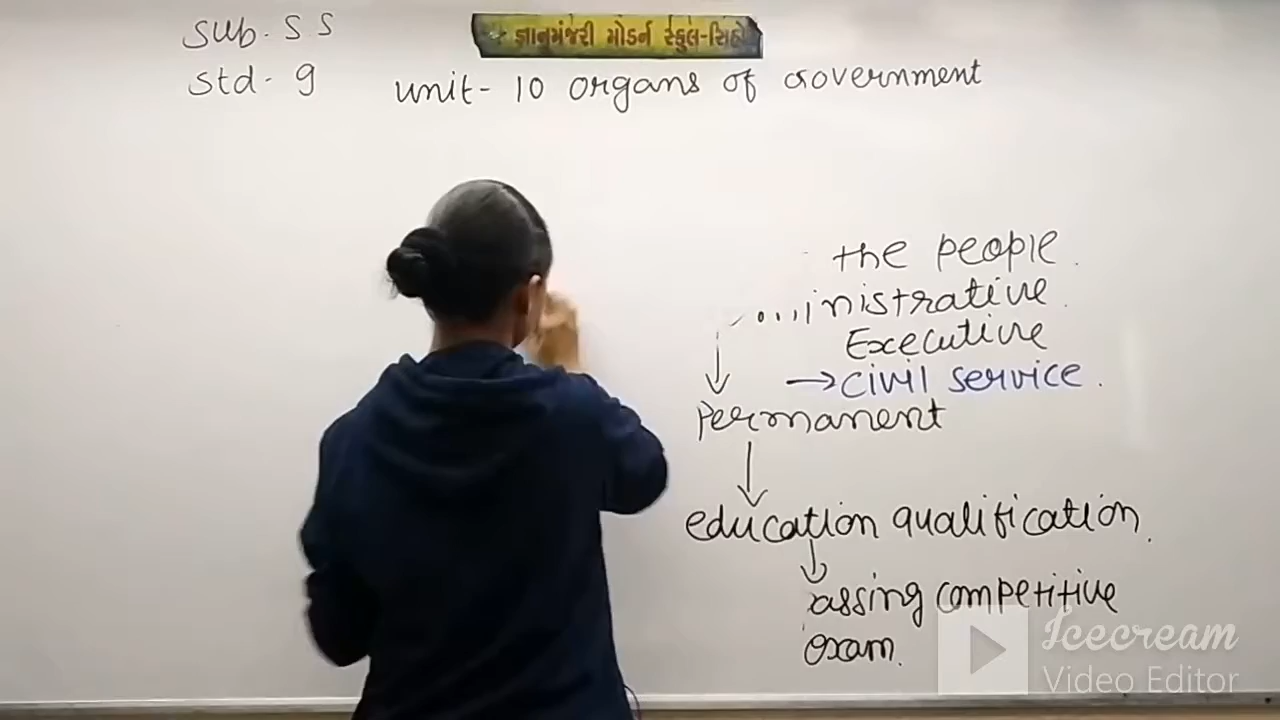 sub. S S
જ્ઞાનમંજરી મોડર્ન સ્કુલ-સિહો
std - 9
unit - 10 organs of Government
the people.
inistrative.
Executive
→ civil service.
Permanent
education qualification.
assing competitive
exam.
Icecream
Video Editor